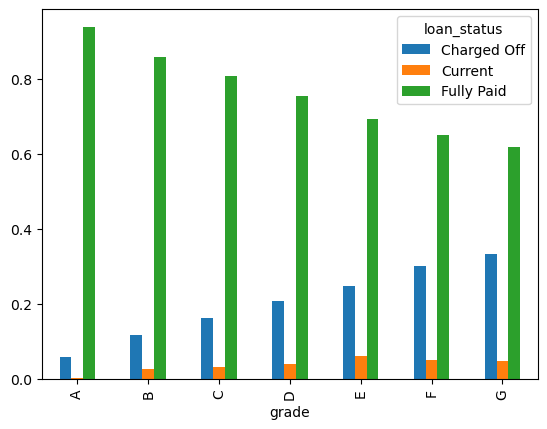 loan_status
Charged Off
Current
Fully Paid
0.8
0.6
0.4
0.2
0.0
A B C D E F G
grade